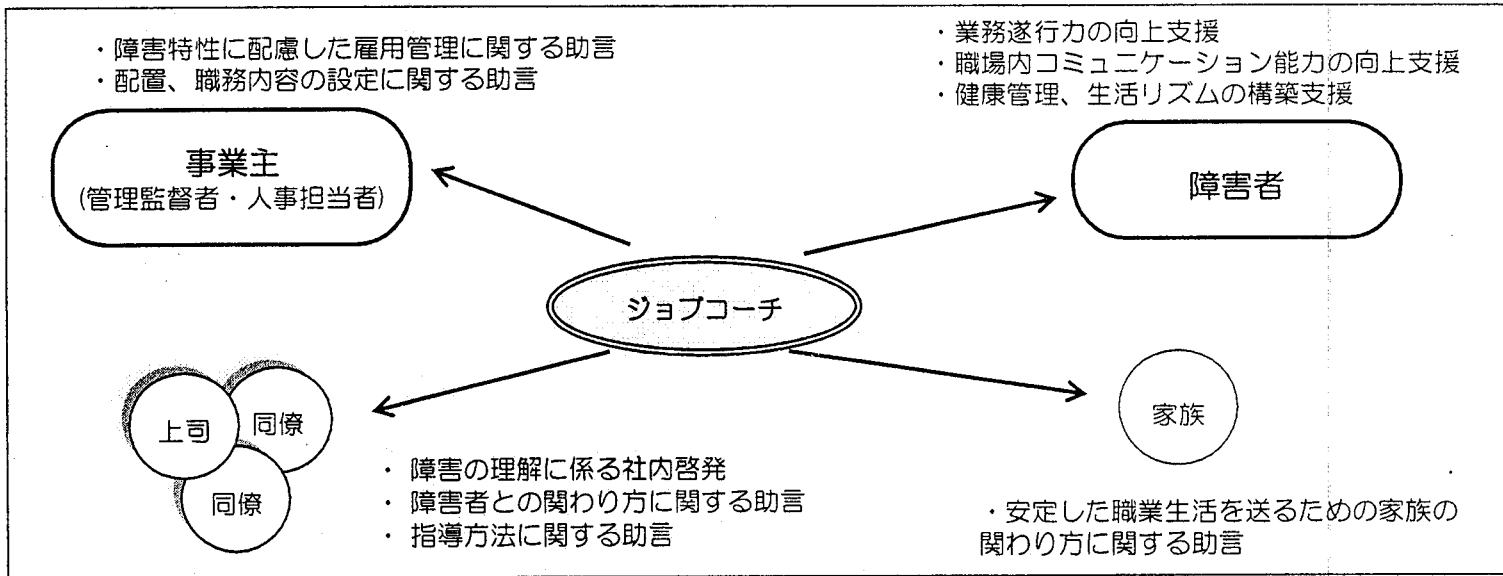 ・障害特性に配慮した雇用管理に関する助言
・配置、職務内容の設定に関する助言
事業主
(管理監督者・人事担当者)
・業務遂行力の向上支援
・職場内コミュニケーション能力の向上支援
・健康管理、生活リズムの構築支援
障害者
ジョブコーチ
上司
同僚
同僚
・ 障害の理解に係る社内啓発
・ 障害者との関わり方に関する助言
・ 指導方法に関する助言
家族
・安定した職業生活を送るための家族の
関わり方に関する助言